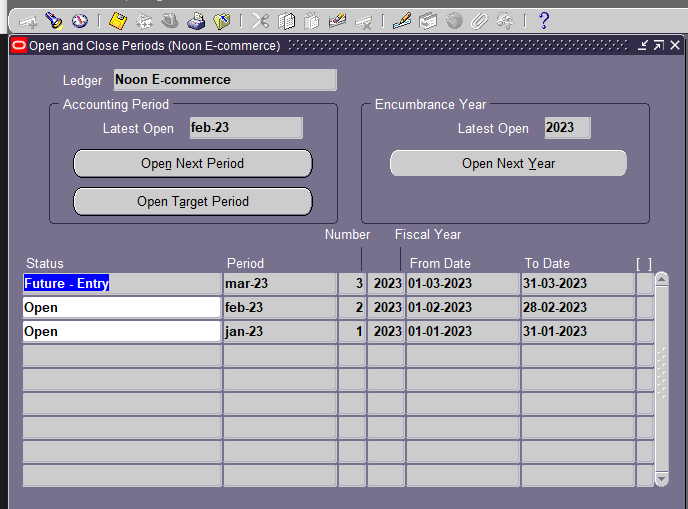 Open and Close Periods (Noon E-commerce)
Ledger Noon E-commerce
Accounting Period Encumbrance Year
Latest Open feb-23 Latest Open 2023
Open Next Period Open Next Year
Open Target Period
Number Fiscal Year
Status Period From Date To Date [ ]
Future - Entry mar-23 3 2023 01-03-2023 31-03-2023
Open feb-23 2 2023 01-02-2023 28-02-2023
Open jan-23 1 2023 01-01-2023 31-01-2023